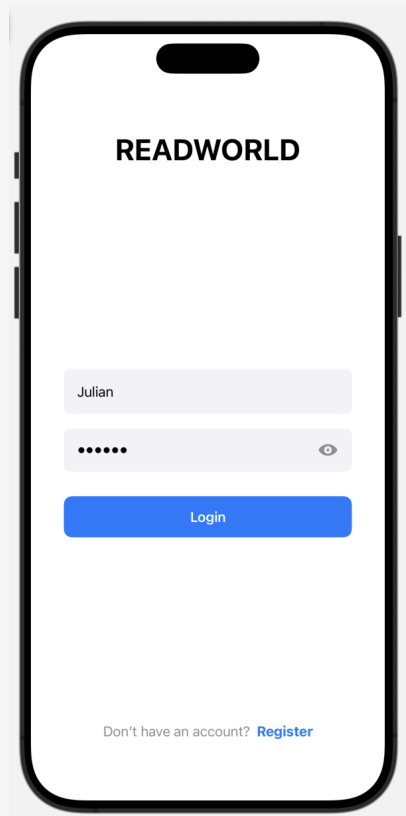 READWORLD
Julian
••••••
Login
Don't have an account? Register